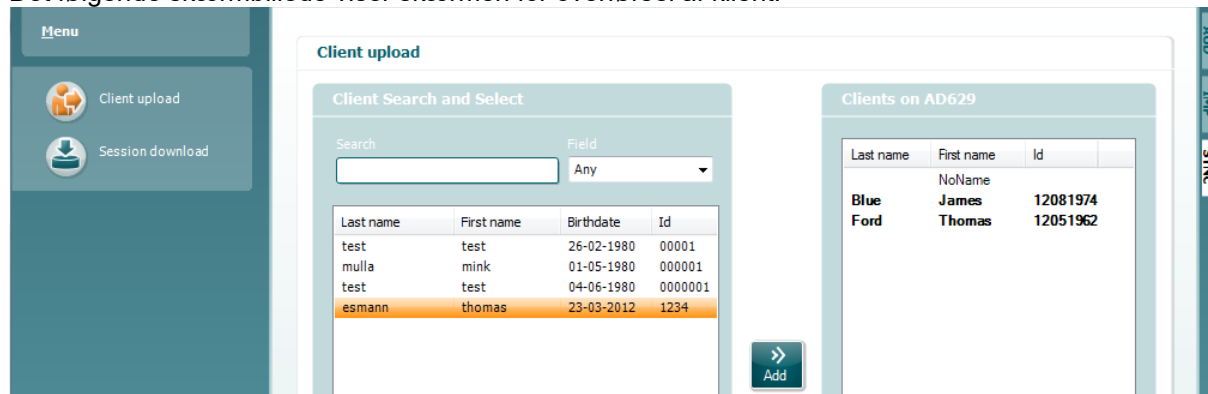 Menu
Client upload
Session download
Client upload
Client Search and Select
Search Field
Any
Last name First name Birthdate Id
test test 26-02-1980 00001
mulla mink 01-05-1980 000001
test test 04-06-1980 0000001
esmann thomas 23-03-2012 1234
Add
Clients on AD629
Last name First name Id
NoName
Blue James 12081974
Ford Thomas 12051962